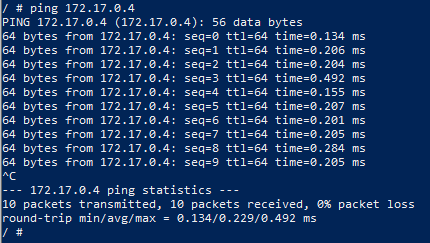 / # ping 172.17.0.4
PING 172.17.0.4 (172.17.0.4): 56 data bytes
64 bytes from 172.17.0.4: seq=0 ttl=64 time=0.134 ms
64 bytes from 172.17.0.4: seq=1 ttl=64 time=0.206 ms
64 bytes from 172.17.0.4: seq=2 ttl=64 time=0.204 ms
64 bytes from 172.17.0.4: seq=3 ttl=64 time=0.492 ms
64 bytes from 172.17.0.4: seq=4 ttl=64 time=0.155 ms
64 bytes from 172.17.0.4: seq=5 ttl=64 time=0.207 ms
64 bytes from 172.17.0.4: seq=6 ttl=64 time=0.201 ms
64 bytes from 172.17.0.4: seq=7 ttl=64 time=0.205 ms
64 bytes from 172.17.0.4: seq=8 ttl=64 time=0.284 ms
64 bytes from 172.17.0.4: seq=9 ttl=64 time=0.205 ms
^C
--- 172.17.0.4 ping statistics ---
10 packets transmitted, 10 packets received, 0% packet loss
round-trip min/avg/max = 0.134/0.229/0.492 ms
/ #